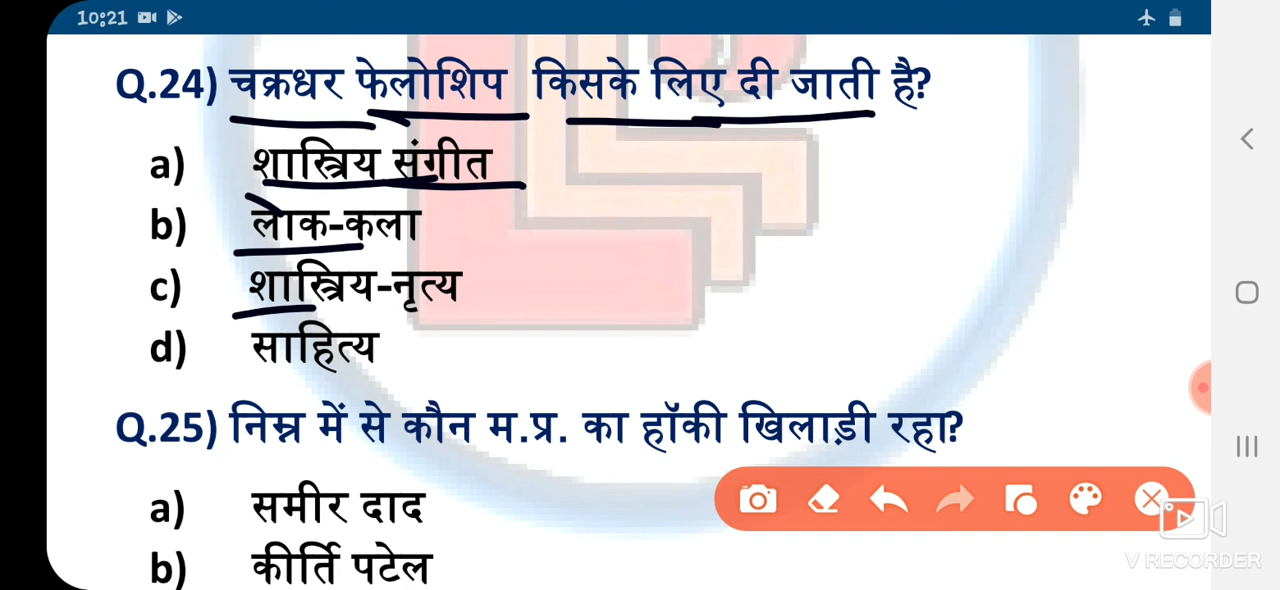 10:21
Q.24) चक्रधर फेलोशिप किसके लिए दी जाती है?
a) शास्त्रिय संगीत
b) लोक-कला
c) शास्त्रिय-नृत्य
d) साहित्य
Q.25) निम्न में से कौन म.प्र. का हॉकी खिलाड़ी रहा?
a) समीर दाद
b) कीर्ति पटेल
V RECORDER